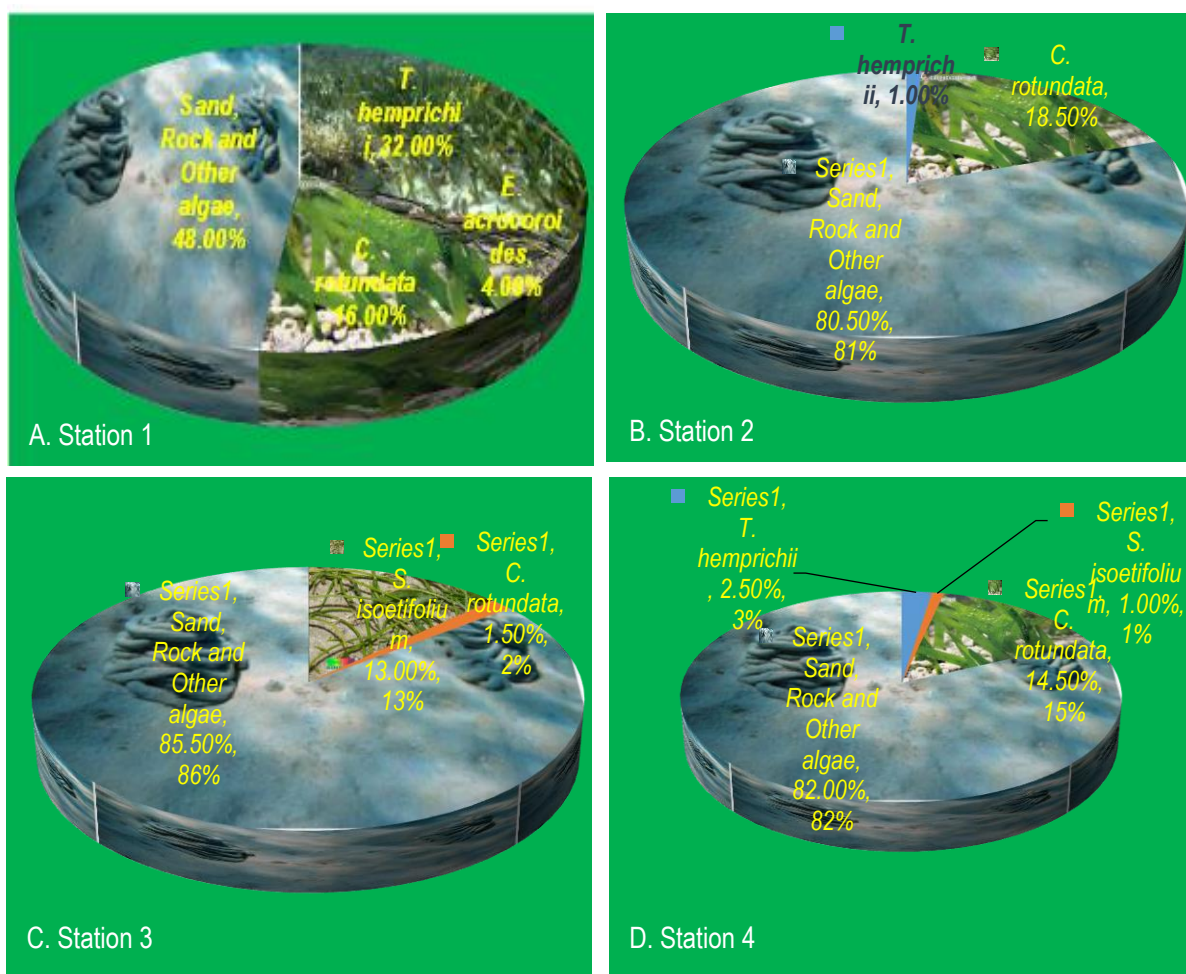 Sand,
Rock and
Other
algae,
48.00%
T.
hemprichi
i, 32.00%
E.
acrocoroi
des,
4.00%
C.
rotundata
16.00%
A. Station 1
T.
hemprich
ii, 1.00%
C.
rotundata,
18.50%
Series1,
Sand,
Rock and
Other
algae,
80.50%,
81%
B. Station 2
Series1,
Sand,
Rock and
Other
algae,
85.50%,
86%
Series1,
S.
isoetifoliu
m,
13.00%,
13%
Series1,
C.
rotundata,
1.50%,
2%
C. Station 3
Series1,
T.
hemprichii
, 2.50%,
3%
Series1,
S.
isoetifoliu
m, 1.00%,
1%
Series1,
C.
rotundata,
14.50%,
15%
Series1,
Sand,
Rock and
Other
algae,
82.00%,
82%
D. Station 4